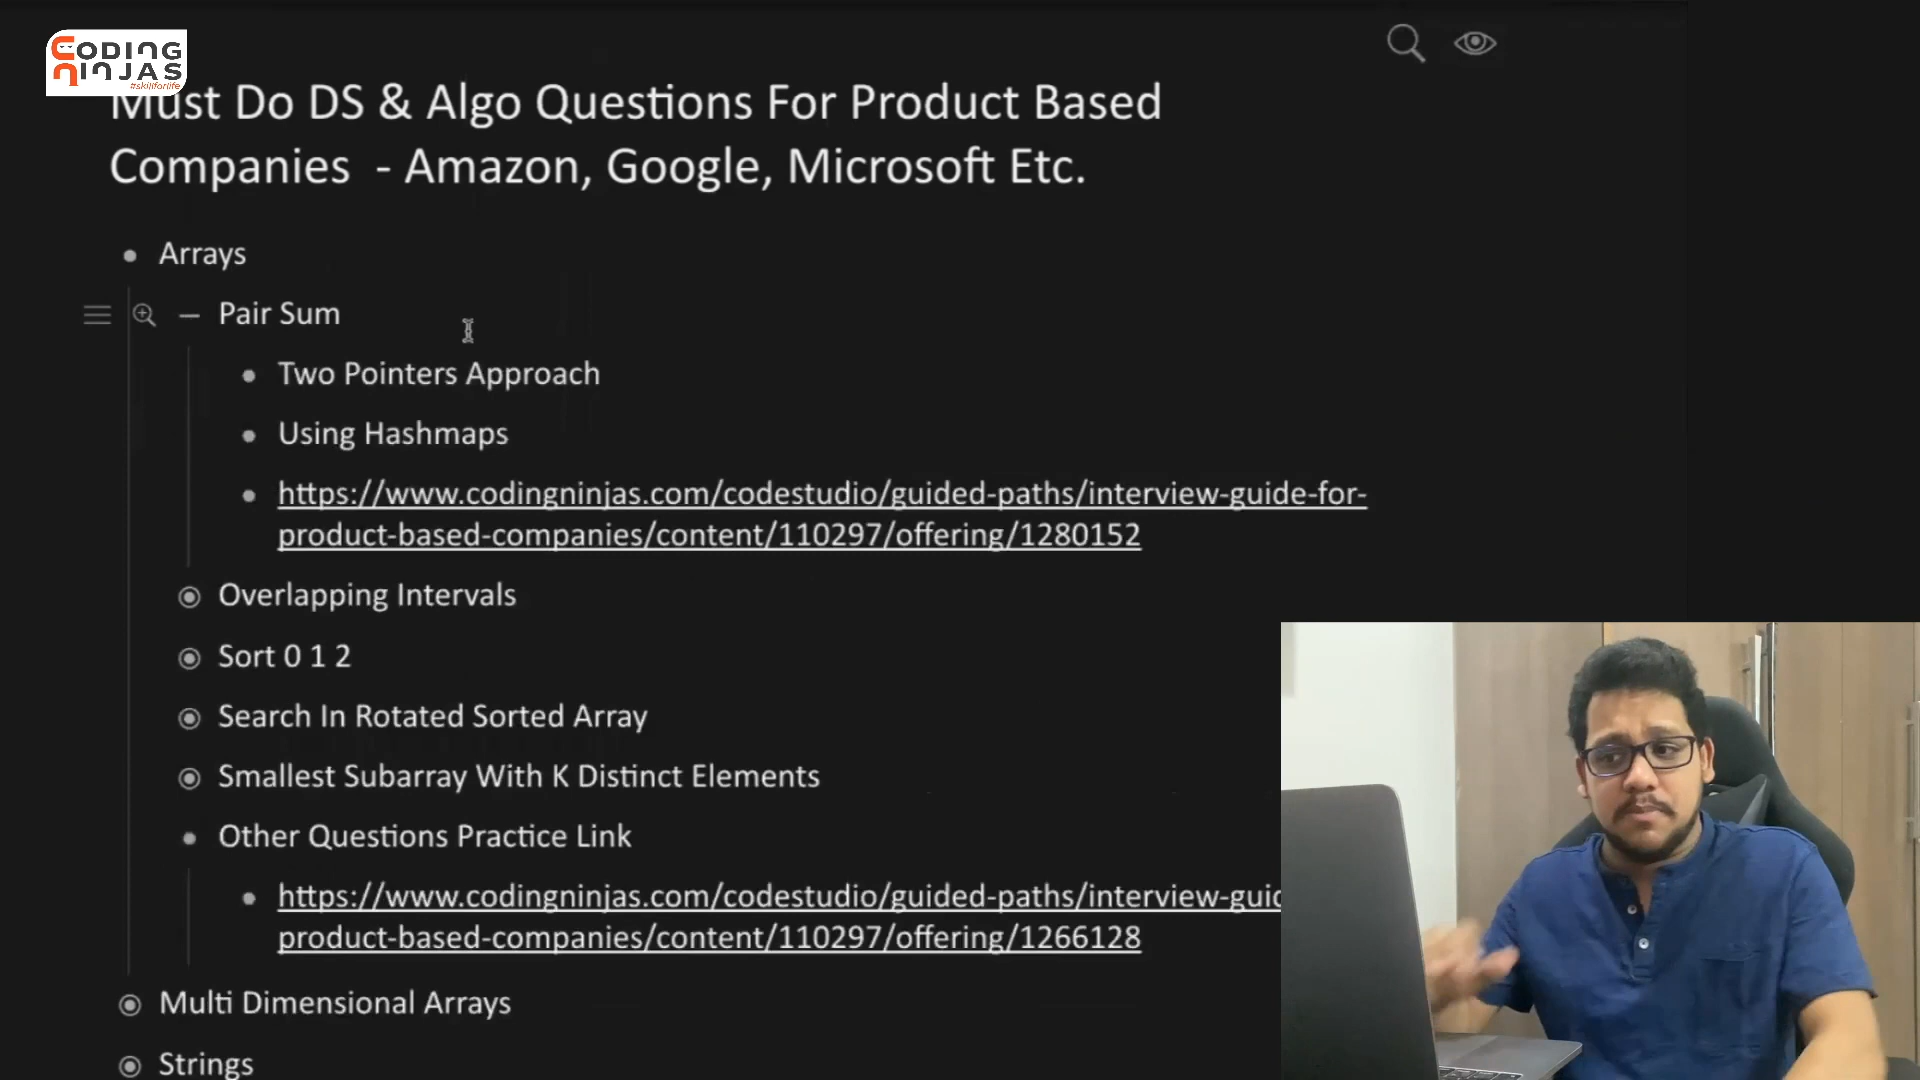 CODING
NINJAS
#skillforlife
Must Do DS & Algo Questions For Product Based
Companies - Amazon, Google, Microsoft Etc.
Arrays
Pair Sum
Two Pointers Approach
Using Hashmaps
https://www.codingninjas.com/codestudio/guided-paths/interview-guide-for-
product-based-companies/content/110297/offering/1280152
Overlapping Intervals
Sort 0 1 2
Search In Rotated Sorted Array
Smallest Subarray With K Distinct Elements
Other Questions Practice Link
https://www.codingninjas.com/codestudio/guided-paths/interview-guid
product-based-companies/content/110297/offering/1266128
Multi Dimensional Arrays
Strings